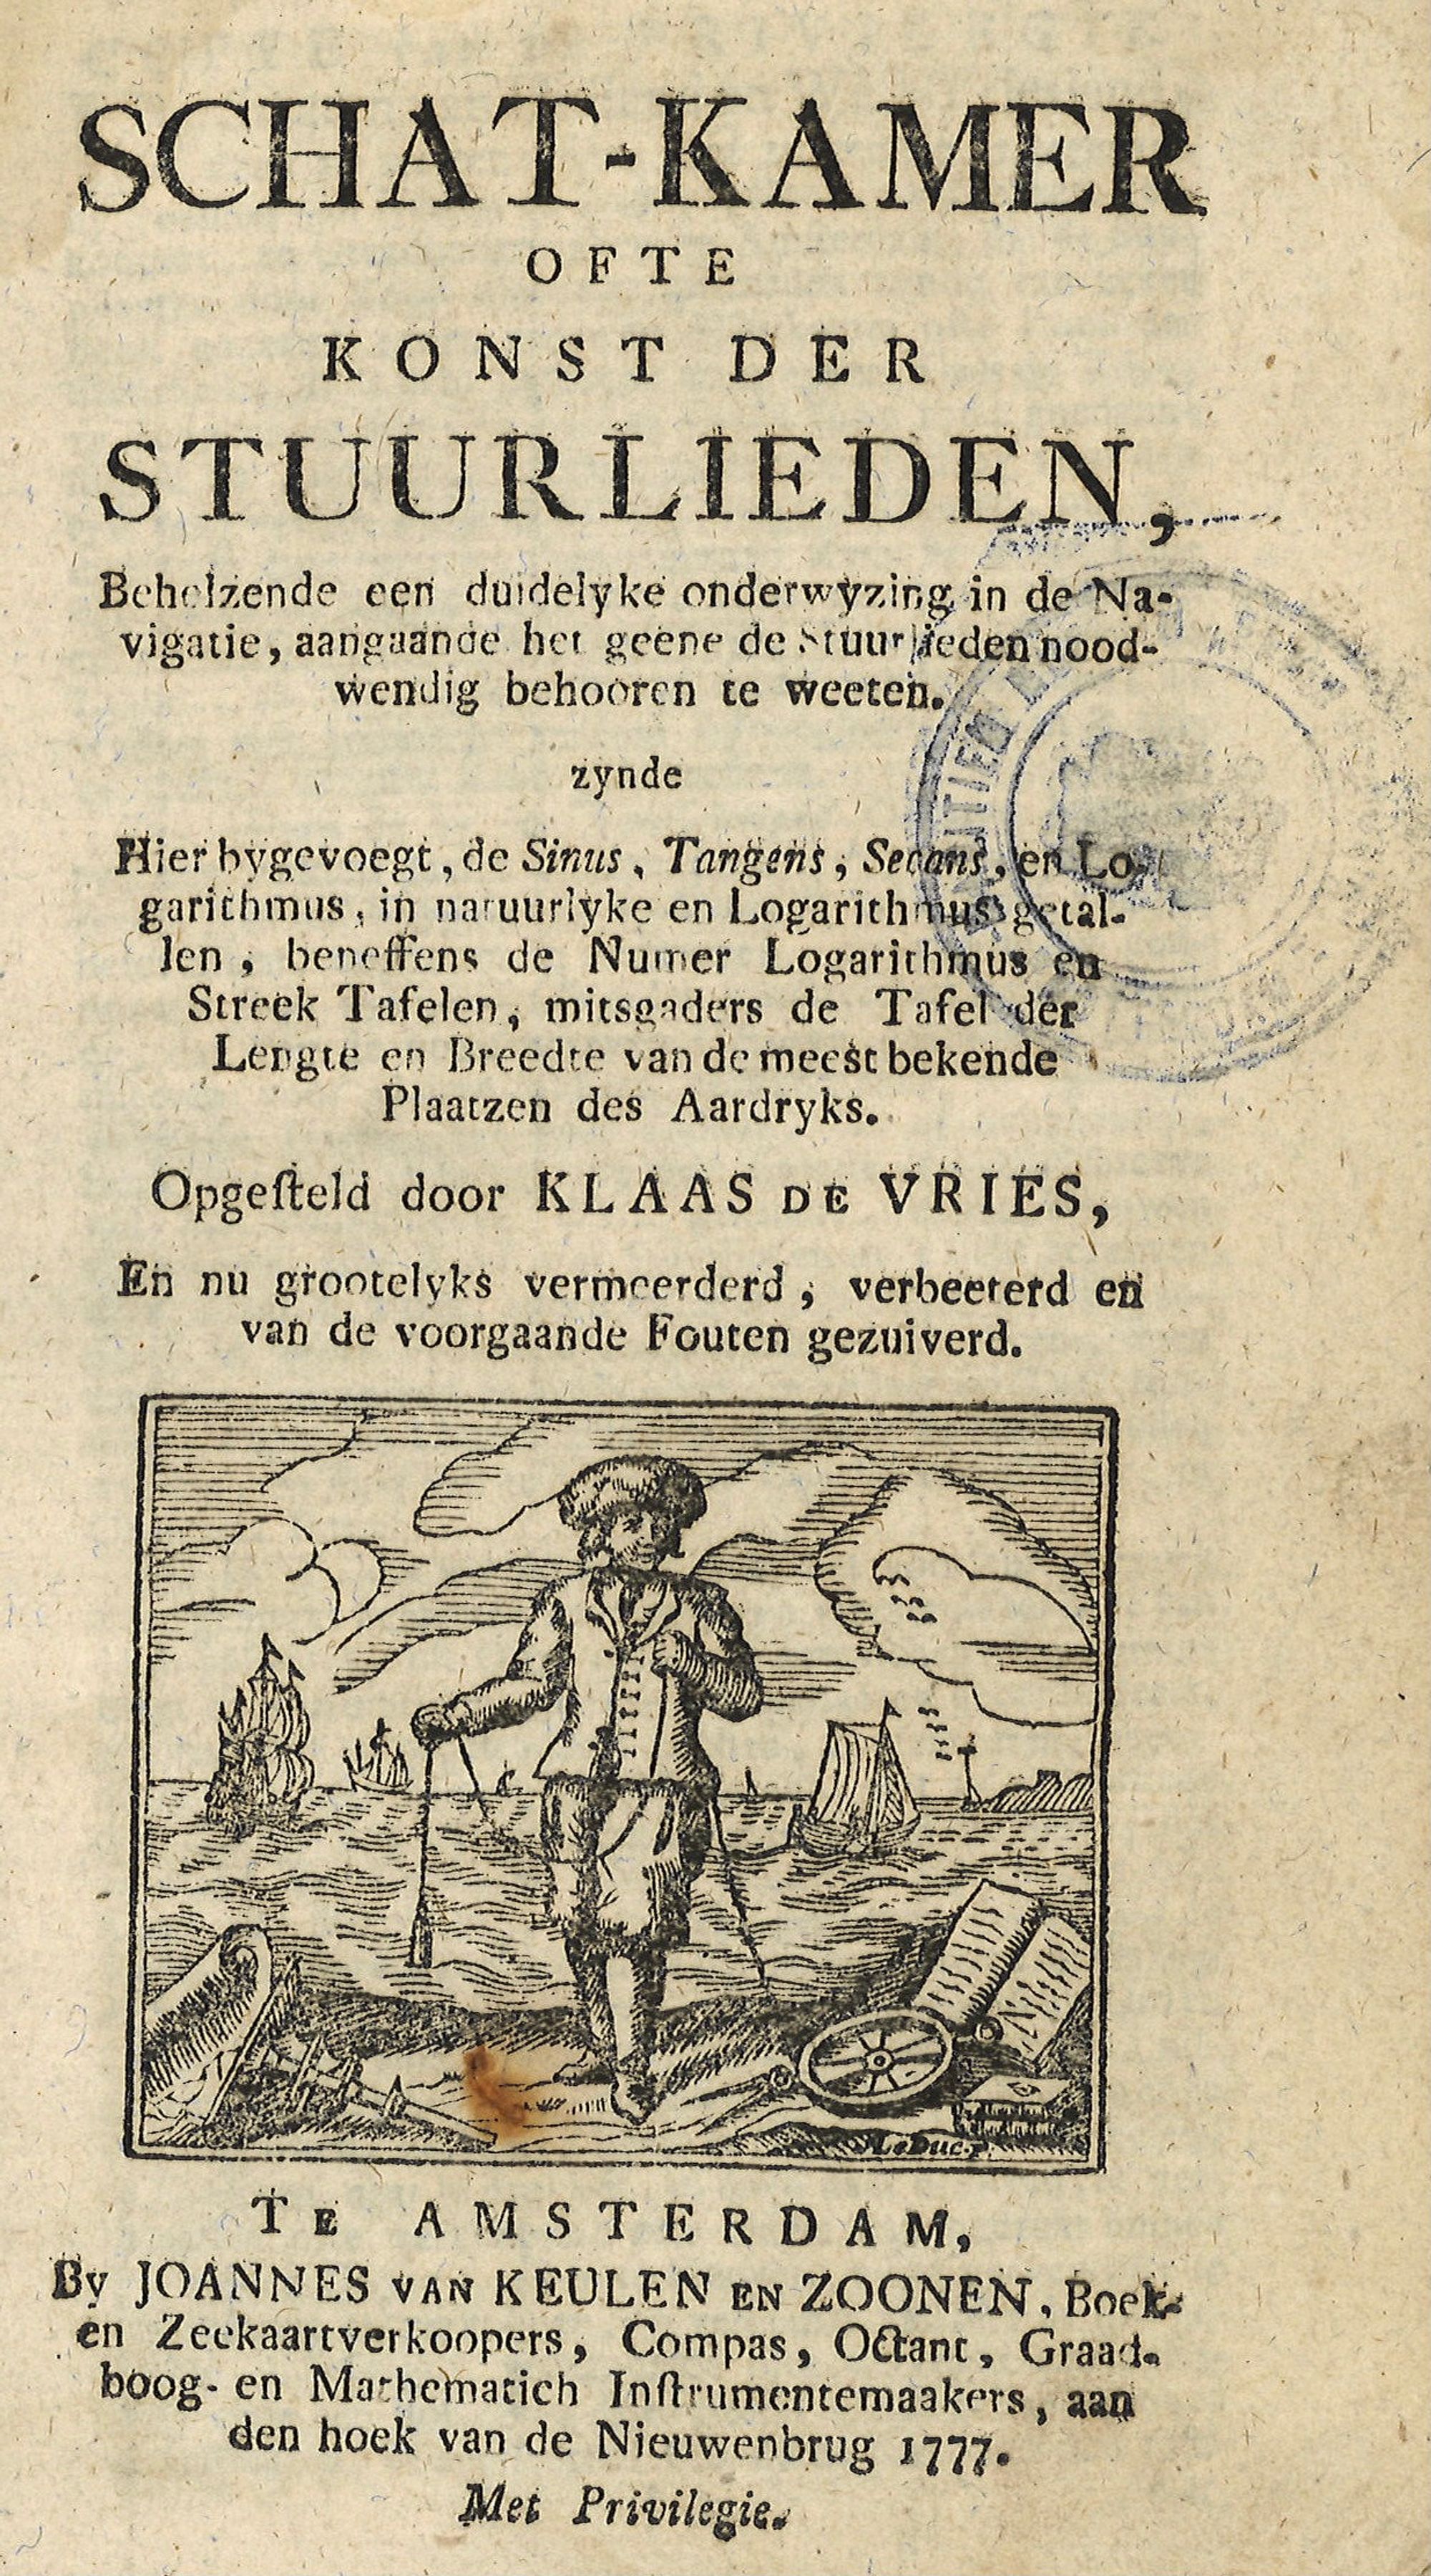 SCHAT-KAMER
OFTE
KONST DER
STUURLIEDEN,
Behelzende een duidelyke onderwyzing in de Na-
vigatie, aangaande het geene de Stuurlieden nood-
wendig behooren te weeten.
zynde
Hier bygevoegt, de Sinus, Tangens, Secans, en Lo-
garithmus, in natuurlyke en Logarithmus getal-
len, beneffens de Numer Logarithmus en
Streek Tafelen, mitsgaders de Tafel der
Lengte en Breedte van de meest bekende
Plaatzen des Aardryks.
Opgeſteld door KLAAS DE VRIES,
En nu grootelyks vermeerderd, verbeeterd en
van de voorgaande Fouten gezuiverd.
LeDuc.
TE AMSTERDAM,
By JOANNES VAN KEULEN EN ZOONEN, Boek-
en Zeekaartverkoopers, Compas, Octant, Graad-
boog- en Mathematich Inſtrumentemaakers, aan
den hoek van de Nieuwenbrug 1777.
Met Privilegie.